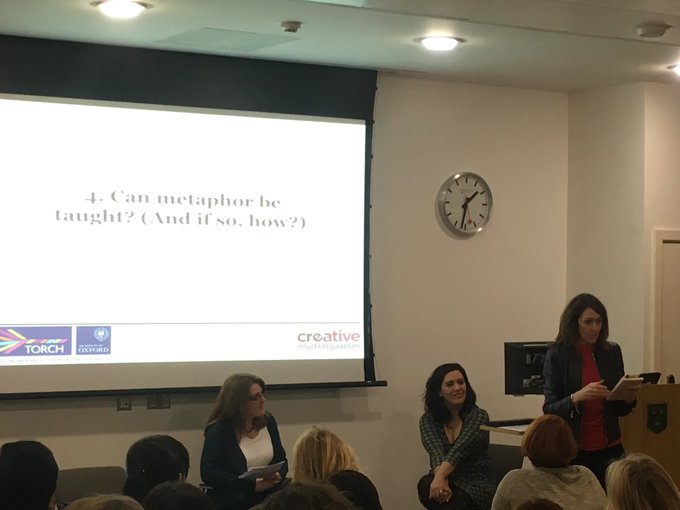 4. Can metaphor be
taught? (And if so, how?)
TORCH
UNIVERSITY OF
OXFORD
creative
multilingualism